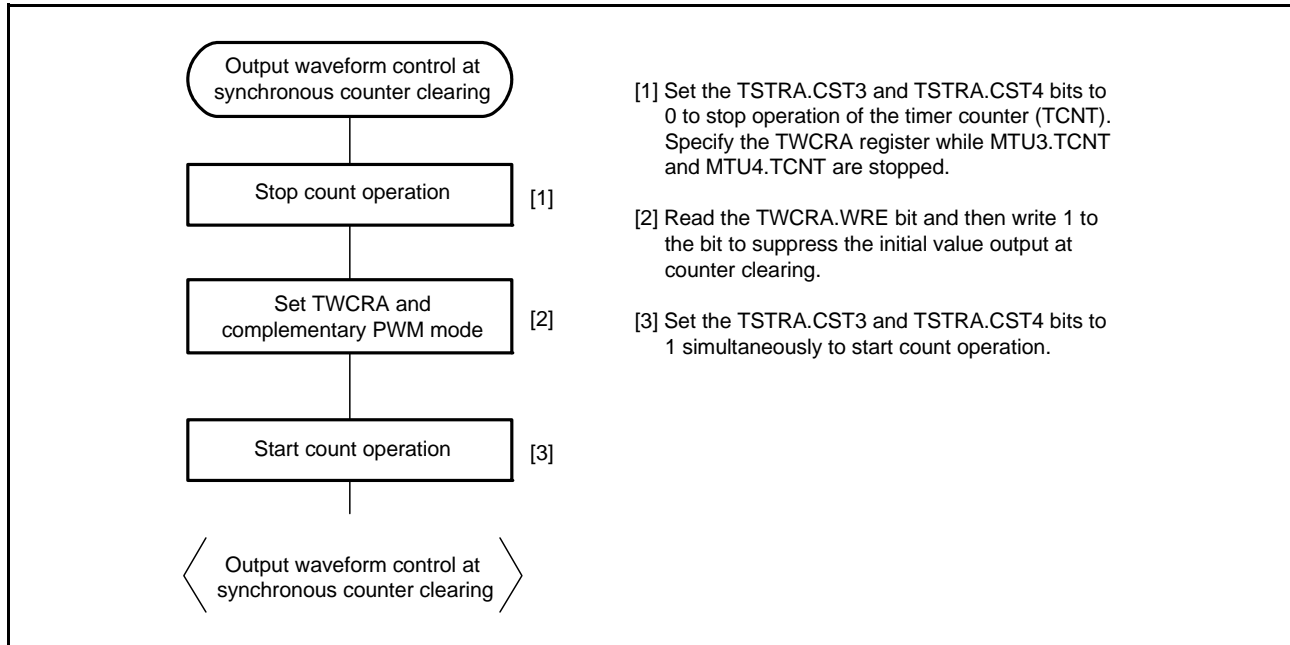 Output waveform control at
synchronous counter clearing
Stop count operation
[1]
Set TWCRA and
complementary PWM mode
[2]
Start count operation
[3]
Output waveform control at
synchronous counter clearing
[1] Set the TSTRA.CST3 and TSTRA.CST4 bits to
0 to stop operation of the timer counter (TCNT).
Specify the TWCRA register while MTU3.TCNT
and MTU4.TCNT are stopped.
[2] Read the TWCRA.WRE bit and then write 1 to
the bit to suppress the initial value output at
counter clearing.
[3] Set the TSTRA.CST3 and TSTRA.CST4 bits to
1 simultaneously to start count operation.